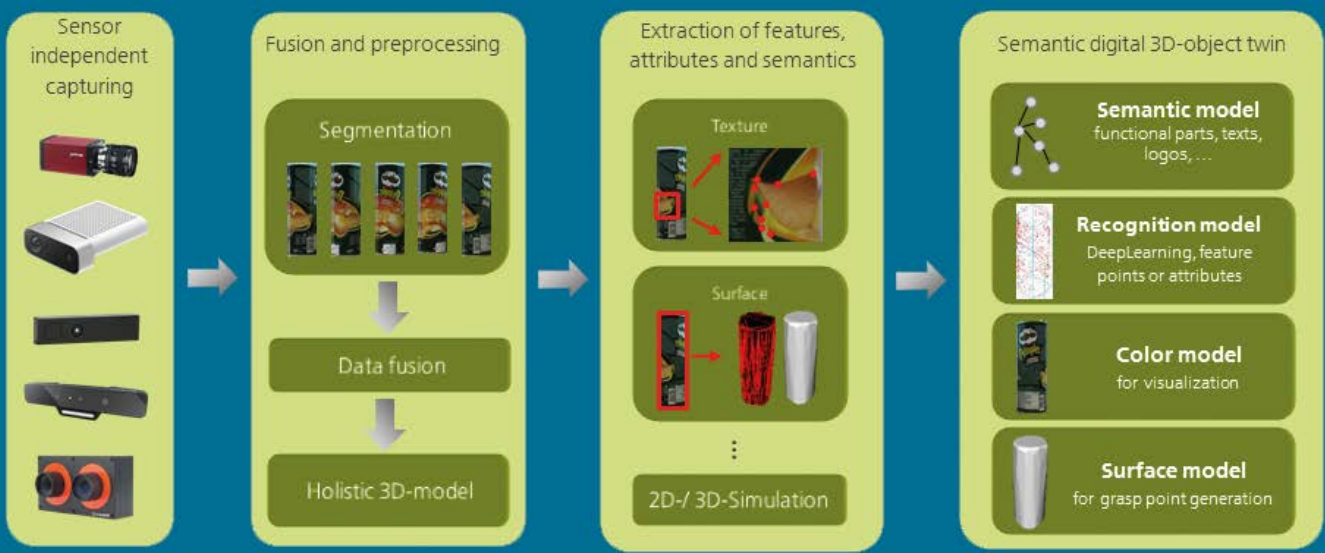 Sensor
independent
capturing
Fusion and preprocessing
Segmentation
Data fusion
Holistic 3D-model
Extraction of features,
attributes and semantics
Texture
Surface
⋮
2D-/ 3D-Simulation
Semantic digital 3D-object twin
Semantic model
functional parts, texts,
logos, ...
Recognition model
DeepLearning, feature
points or attributes
Color model
for visualization
Surface model
for grasp point generation